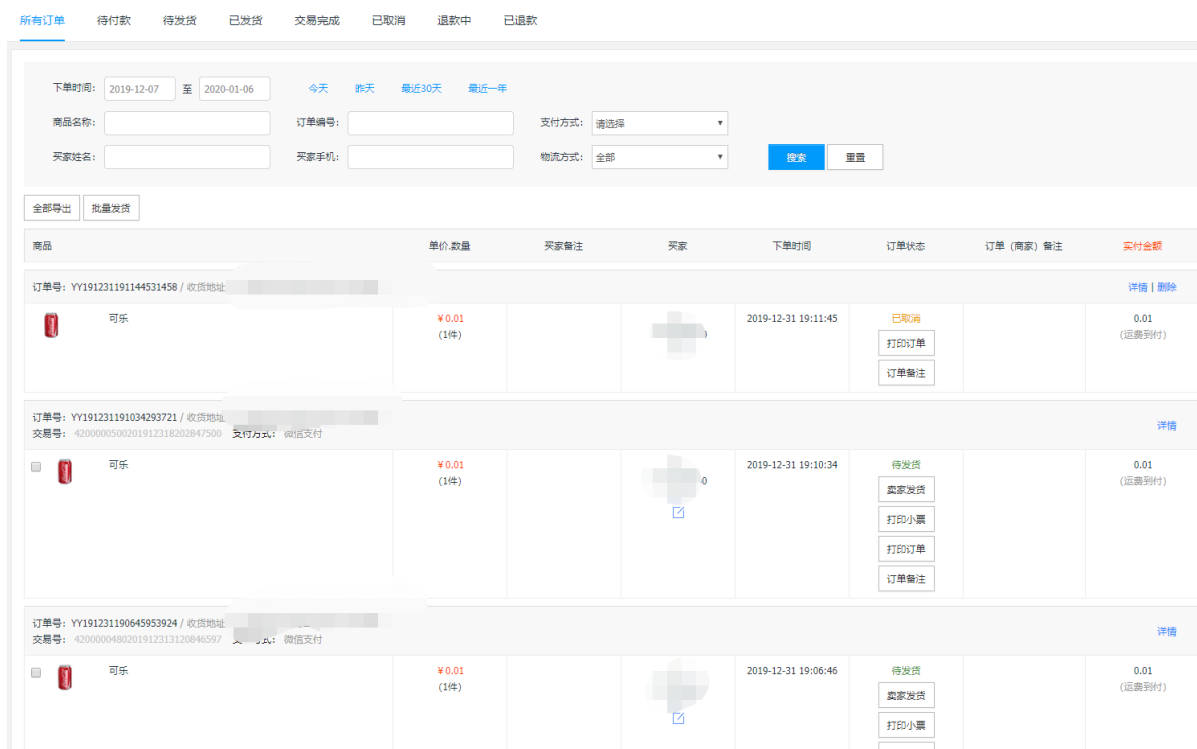 所有订单 待付款 待发货 已发货 交易完成 已取消 退款中 已退款
下单时间: 2019-12-07 至 2020-01-06 今天 昨天 最近30天 最近一年
商品名称: 订单编号: 支付方式: 请选择
买家姓名: 买家手机: 物流方式: 全部 搜索 重置
全部导出 批量发货
商品 单价,数量 买家备注 买家 下单时间 订单状态 订单（商家）备注 实付金额
订单号: YY191231191144531458 / 收货地址 详情 | 删除
可乐 ¥0.01 2019-12-31 19:11:45 已取消 0.01
(1件) (运费到付)
打印订单
订单备注
订单号: YY191231191034293721 / 收货地址
交易号: 4200000500201912318202847500 支付方式: 微信支付 详情
可乐 ¥0.01 2019-12-31 19:10:34 待发货 0.01
(1件) 0 (运费到付)
卖家发货
打印小票
打印订单
订单备注
订单号: YY191231190645953924 / 收货地址
交易号: 4200000480201912313120846597 微信支付 详情
可乐 ¥0.01 2019-12-31 19:06:46 待发货 0.01
(1件) (运费到付)
卖家发货
打印小票